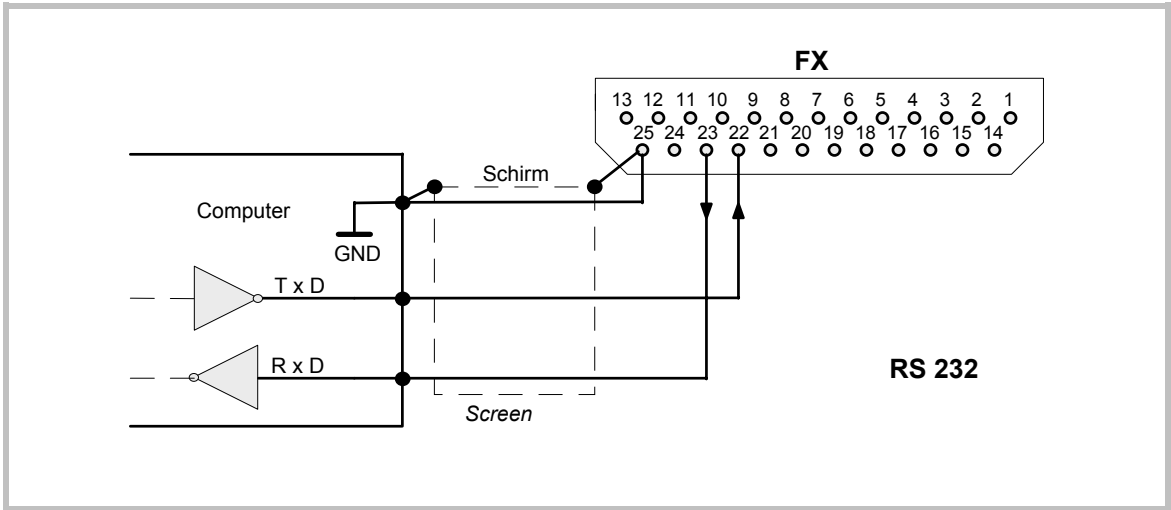 FX
13 12 11 10 9 8 7 6 5 4 3 2 1
25 24 23 22 21 20 19 18 17 16 15 14
Schirm
Computer
GND
T x D
R x D
RS 232
Screen